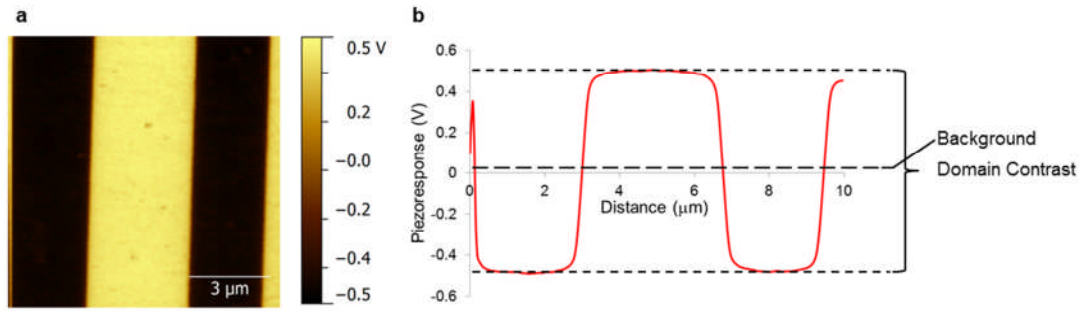 a
0.5 V
0.2
−0.0
−0.2
−0.3
−0.5
3 µm
b
0.6
0.4
0.2
0
-0.2
-0.4
-0.6
Piezoresponse (V)
0 2 4 6 8 10
Distance (µm)
Background
Domain Contrast